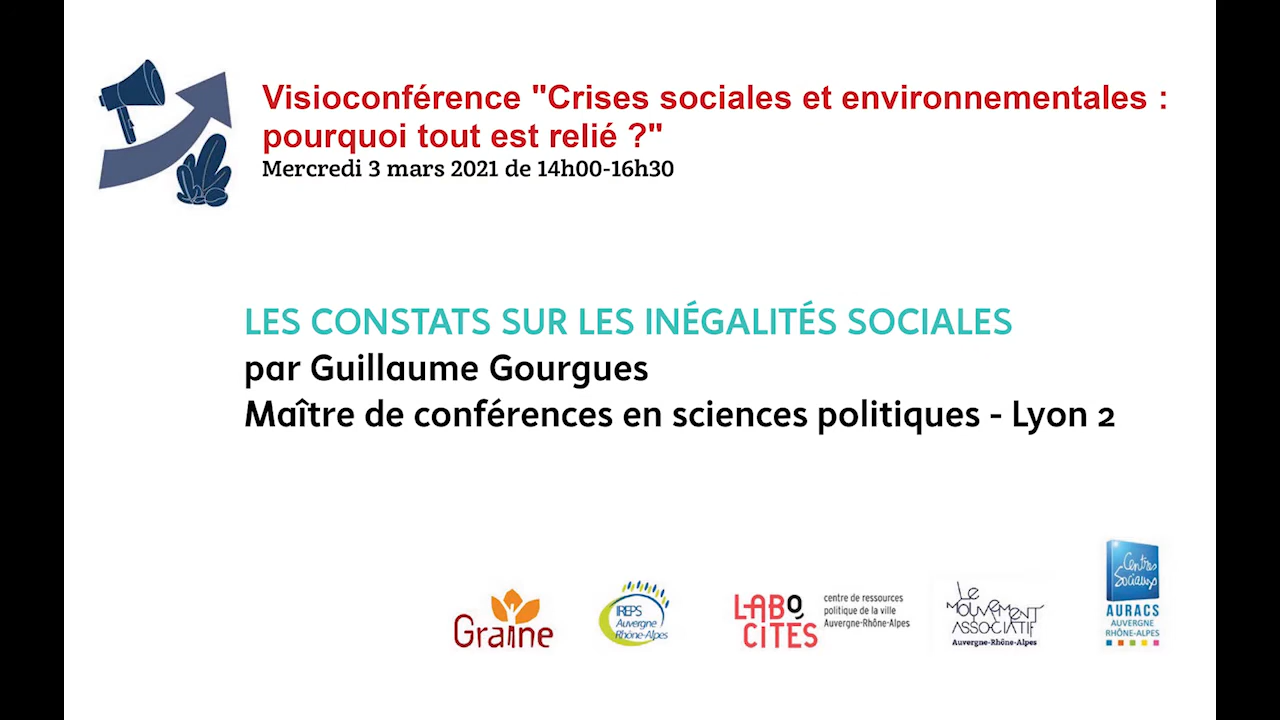 Visioconférence "Crises sociales et environnementales :
pourquoi tout est relié ?"
Mercredi 3 mars 2021 de 14h00-16h30
LES CONSTATS SUR LES INÉGALITÉS SOCIALES
par Guillaume Gourgues
Maître de conférences en sciences politiques - Lyon 2
Graine
IREPS
Auvergne
Rhône-Alpes
LABO
CITES
centre de ressources
politique de la ville
Auvergne-Rhône-Alpes
Le
MOUVEMENT
ASSOCIATIF
Auvergne-Rhône-Alpes
Centres
Sociaux
AURACS
AUVERGNE
RHÔNE-ALPES